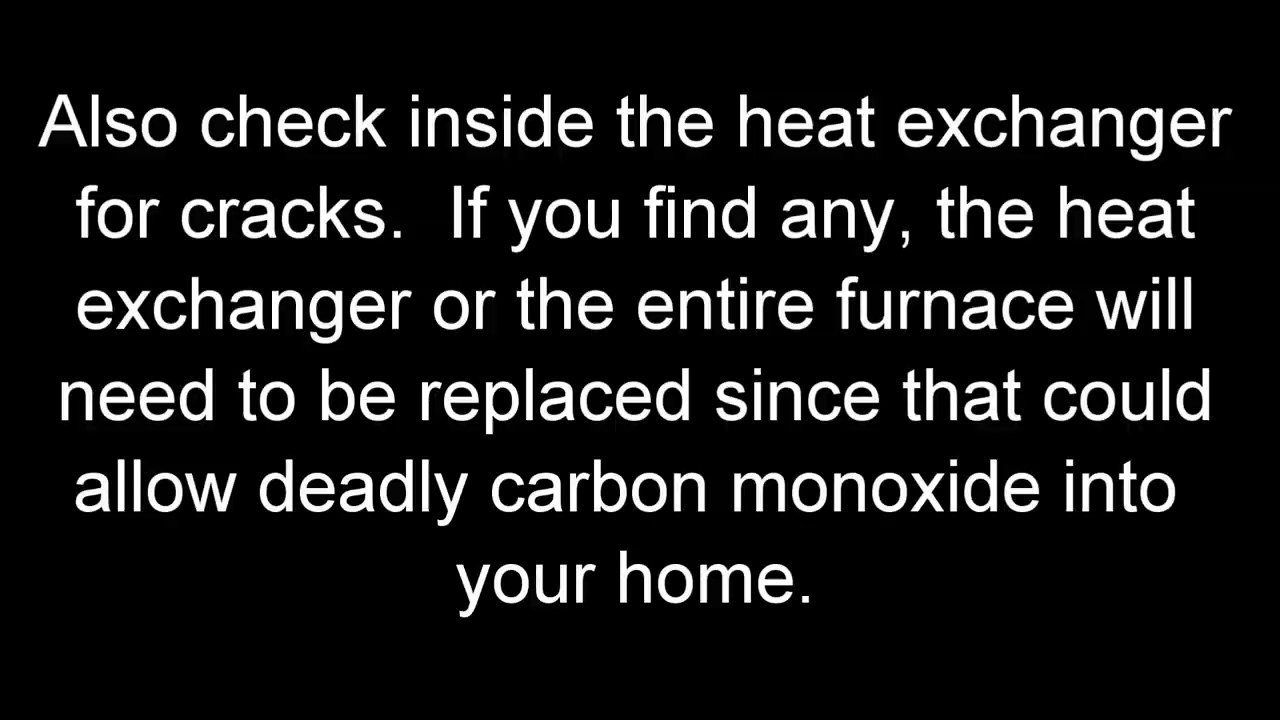 Also check inside the heat exchanger
for cracks.  If you find any, the heat
exchanger or the entire furnace will
need to be replaced since that could
allow deadly carbon monoxide into
your home.